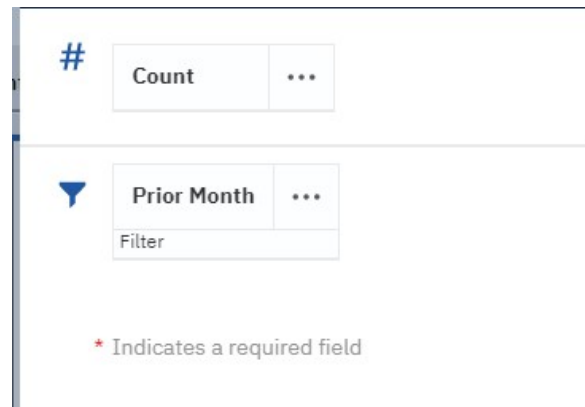 # Count ...
Prior Month ...
Filter
* Indicates a required field